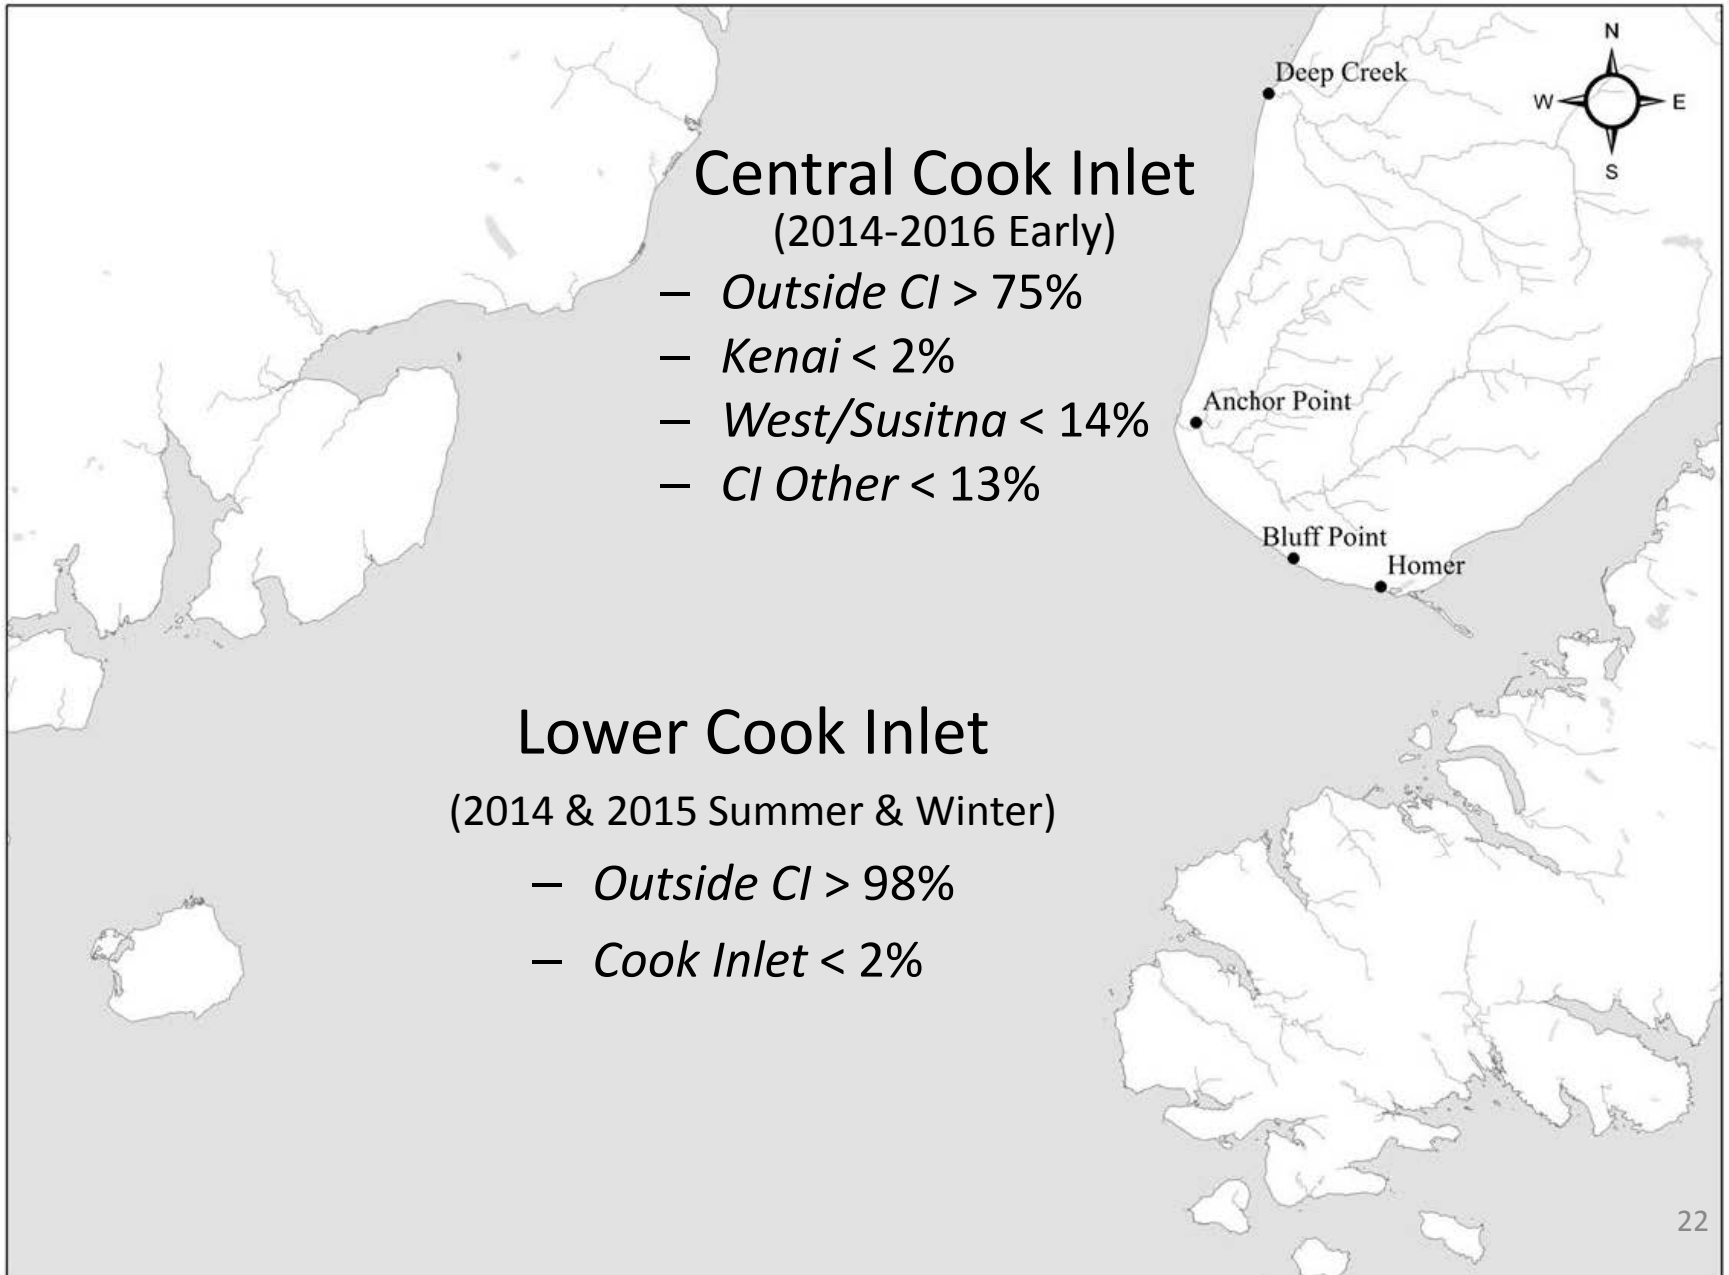 N
Deep Creek
W E
S
Central Cook Inlet
(2014-2016 Early)
– Outside CI > 75%
– Kenai < 2%
– West/Susitna < 14%
– CI Other < 13%
Anchor Point
Bluff Point
Homer
Lower Cook Inlet
(2014 & 2015 Summer & Winter)
– Outside CI > 98%
– Cook Inlet < 2%
22